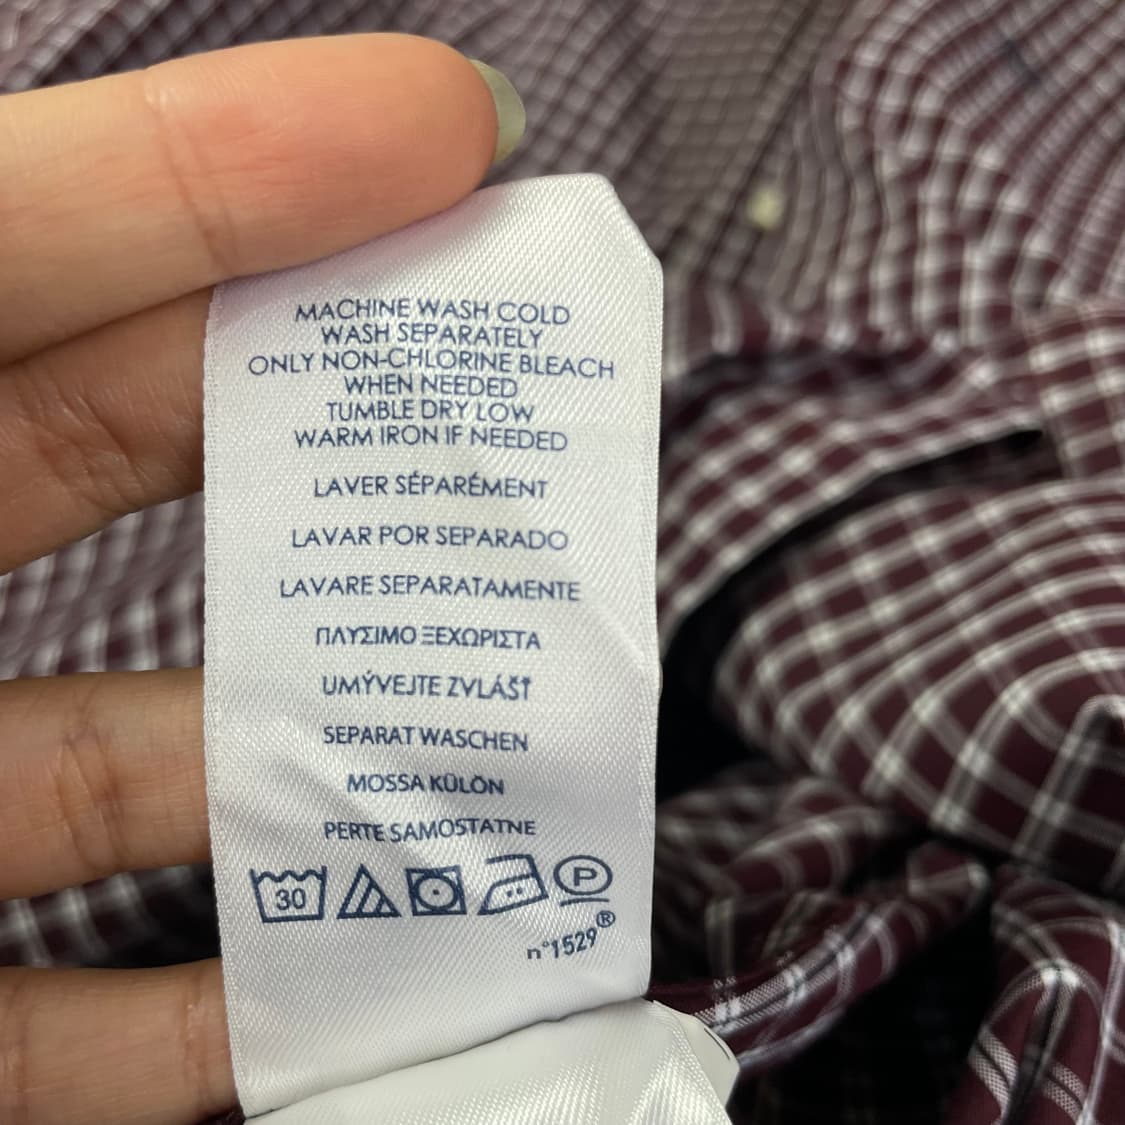 MACHINE WASH COLD
WASH SEPARATELY
ONLY NON-CHLORINE BLEACH
WHEN NEEDED
TUMBLE DRY LOW
WARM IRON IF NEEDED
LAVER SÉPARÉMENT
LAVAR POR SEPARADO
LAVARE SEPARATAMENTE
ΠΛΥΣΙΜΟ ΞΕΧΩΡΙΣΤΑ
UMÝVEJTE ZVLÁŠŤ
SEPARAT WASCHEN
MOSSA KÜLÖN
PERTE SAMOSTATNE
30 P
n°1529®